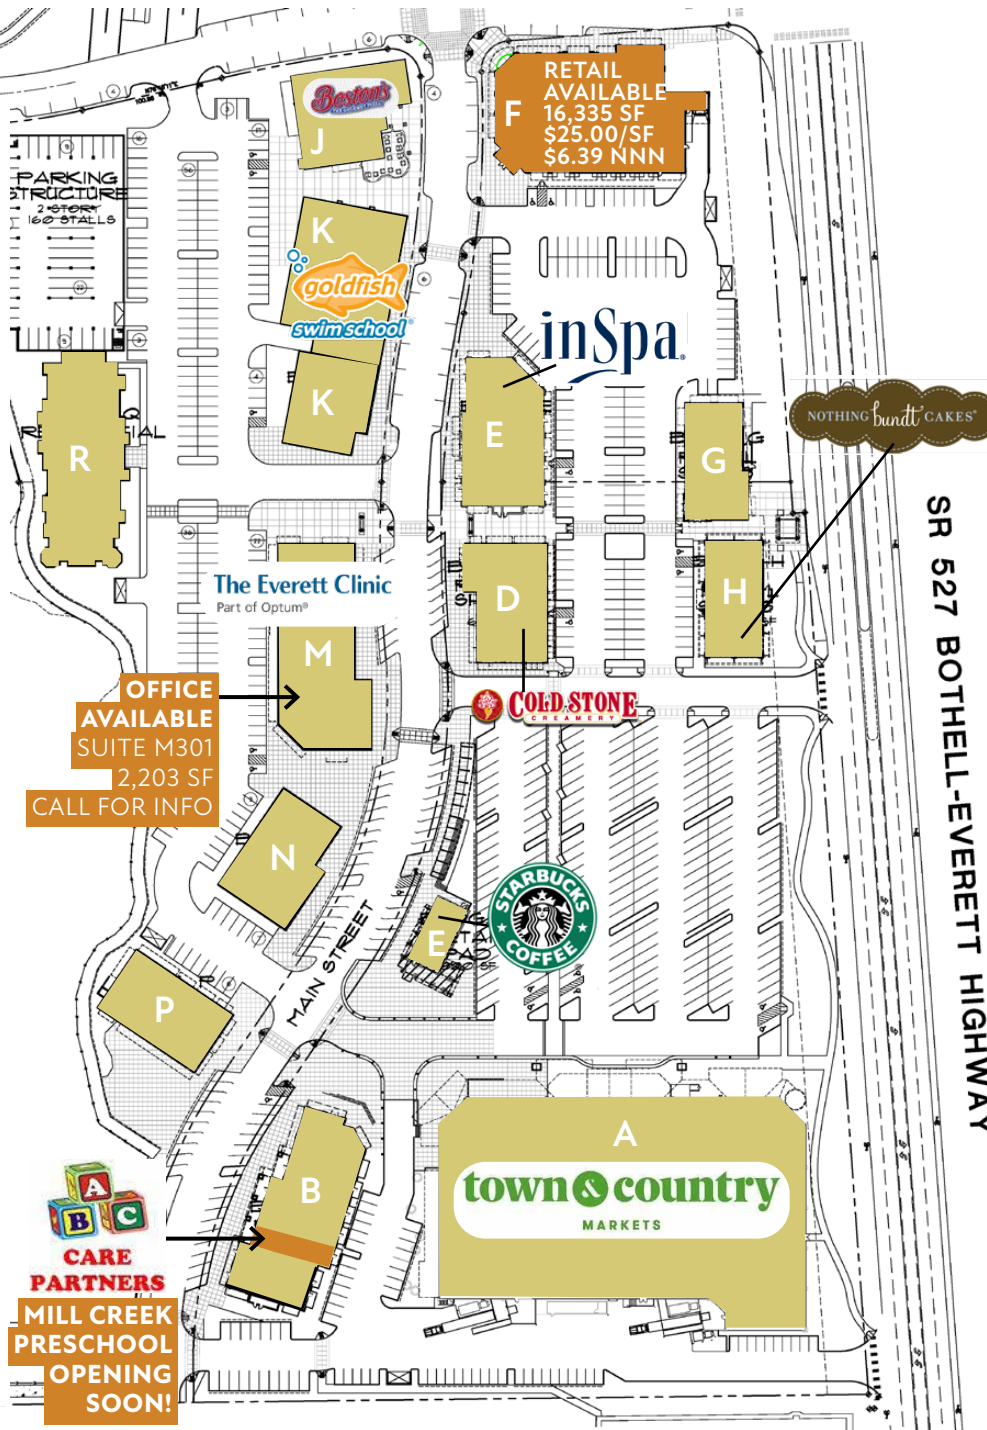 Boston's
J
F
RETAIL
AVAILABLE
16,335 SF
$25.00/SF
$6.39 NNN
PARKING
STRUCTURE
2 STORY
160 STALLS
K
goldfish
swim school
K
inSpa
E
R
G
NOTHING bundt CAKES
The Everett Clinic
Part of Optum®
D
H
M
COLD STONE
CREAMERY
OFFICE
AVAILABLE
SUITE M301
2,203 SF
CALL FOR INFO
SR 527 BOTHELL-EVERETT HIGHWAY
N
STARBUCKS
COFFEE
E
MAIN STREET
P
A
town & country
MARKETS
B
A
B C
CARE
PARTNERS
MILL CREEK
PRESCHOOL
OPENING
SOON!